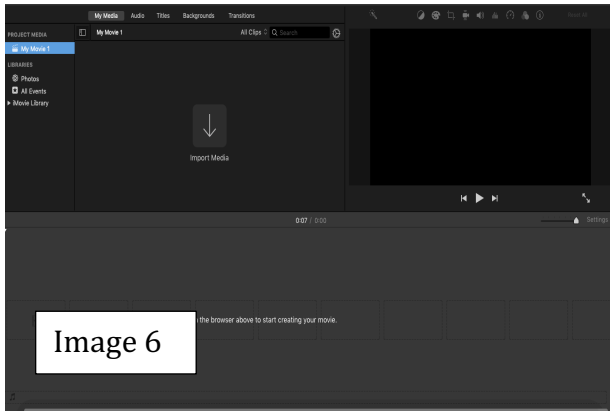 My Media Audio Titles Backgrounds Transitions
Reset All
PROJECT MEDIA
My Movie 1
All Clips
Search
My Movie 1
LIBRARIES
Photos
All Events
iMovie Library
Import Media
0:07 / 0:00
Settings
the browser above to start creating your movie.
Image 6